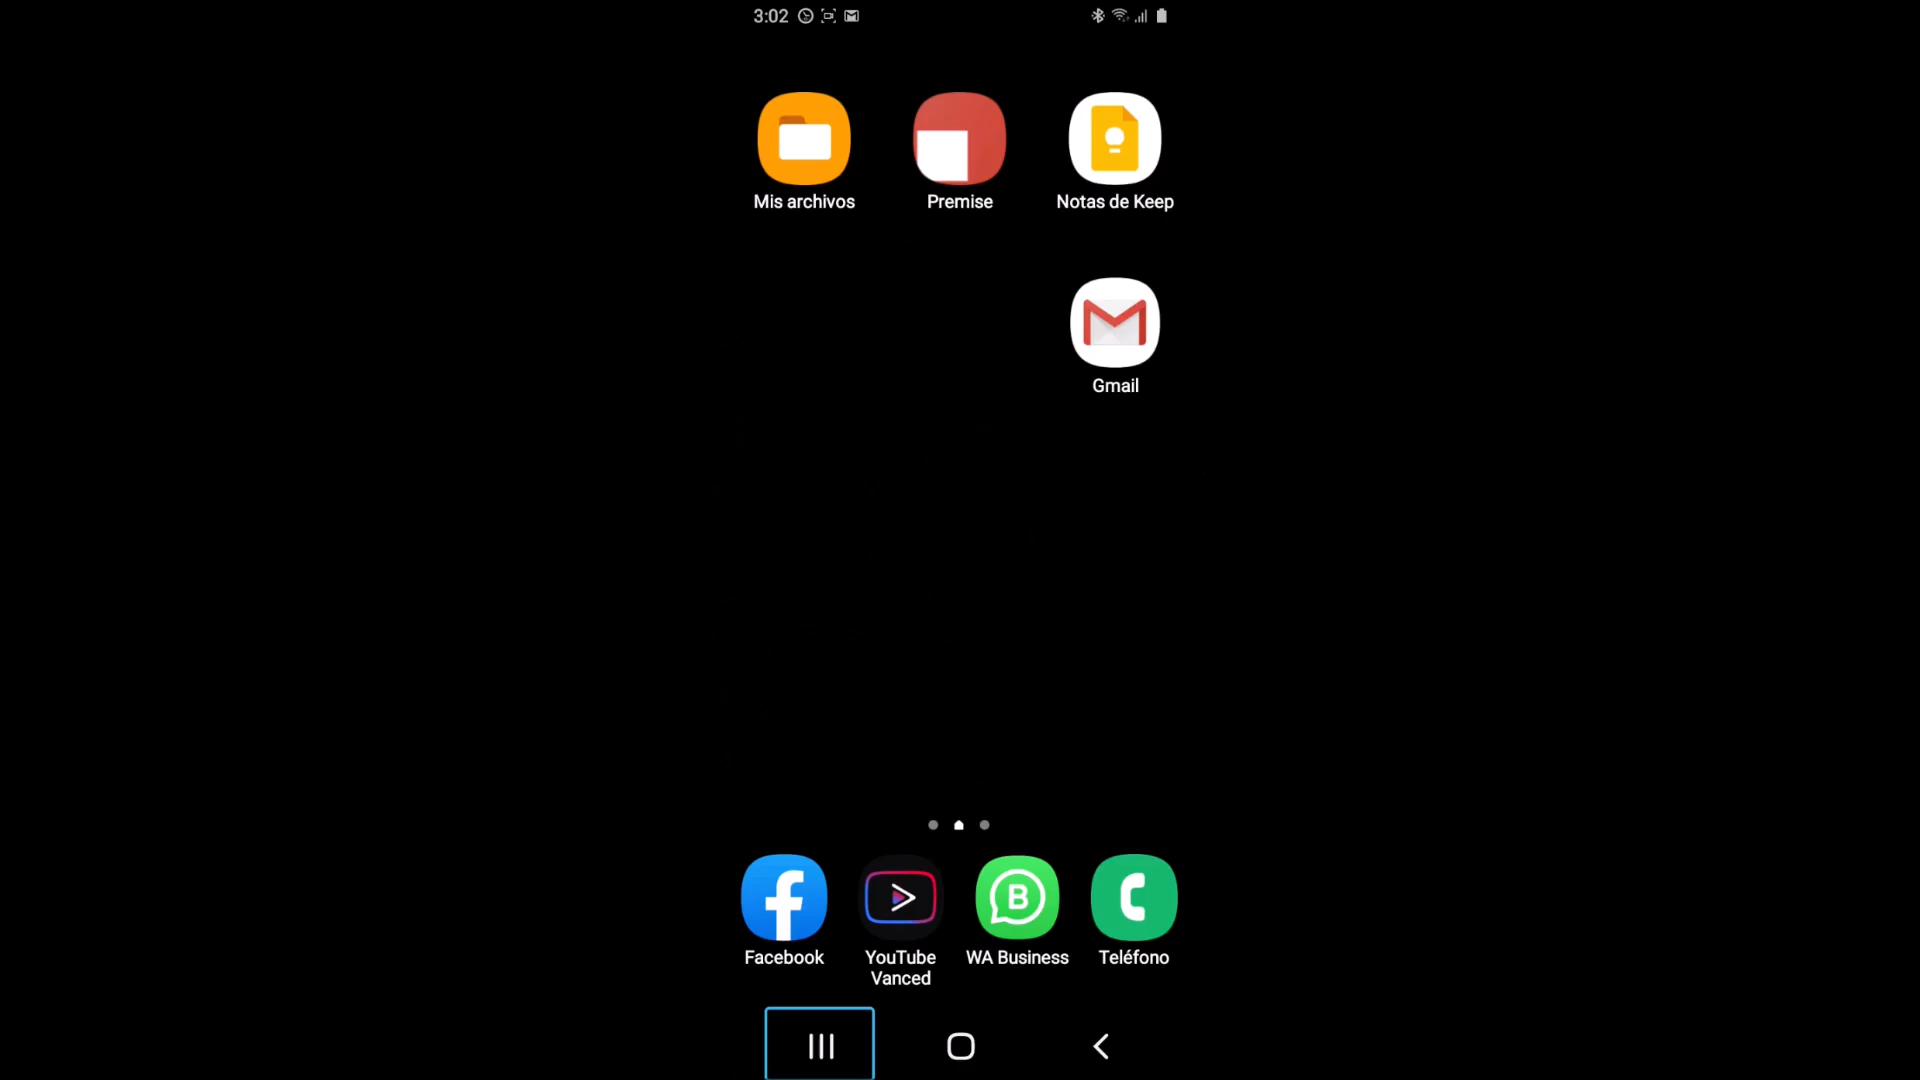 3:02
Mis archivos
Premise
Notas de Keep
Gmail
Facebook
YouTube
Vanced
WA Business
Teléfono